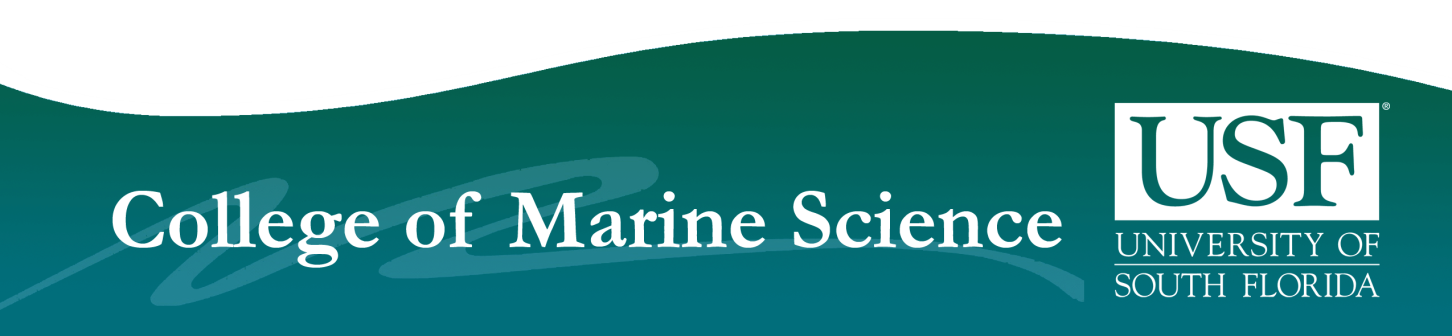 College of Marine Science
USF®
UNIVERSITY OF
SOUTH FLORIDA